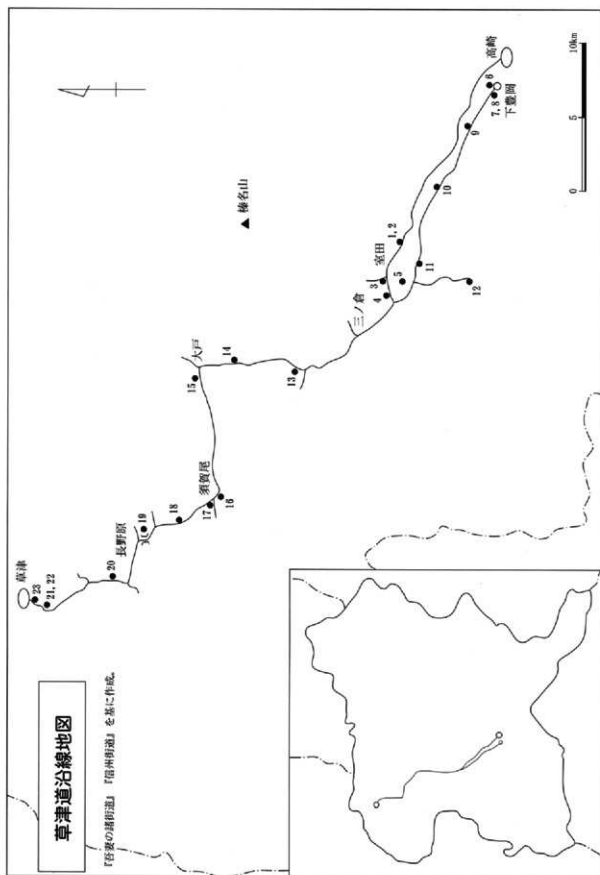 草津道沿線地図
『吾妻の諸街道』『信州街道』を基に作成。
草津
23
21, 22
20
長野原
19
18
須賀尾
17
16
15
大戸
14
13
榛名山
三ノ倉
室田
3
4
5
1, 2
11
12
10
9
6
7, 8
下豊岡
高崎
0
5
10km